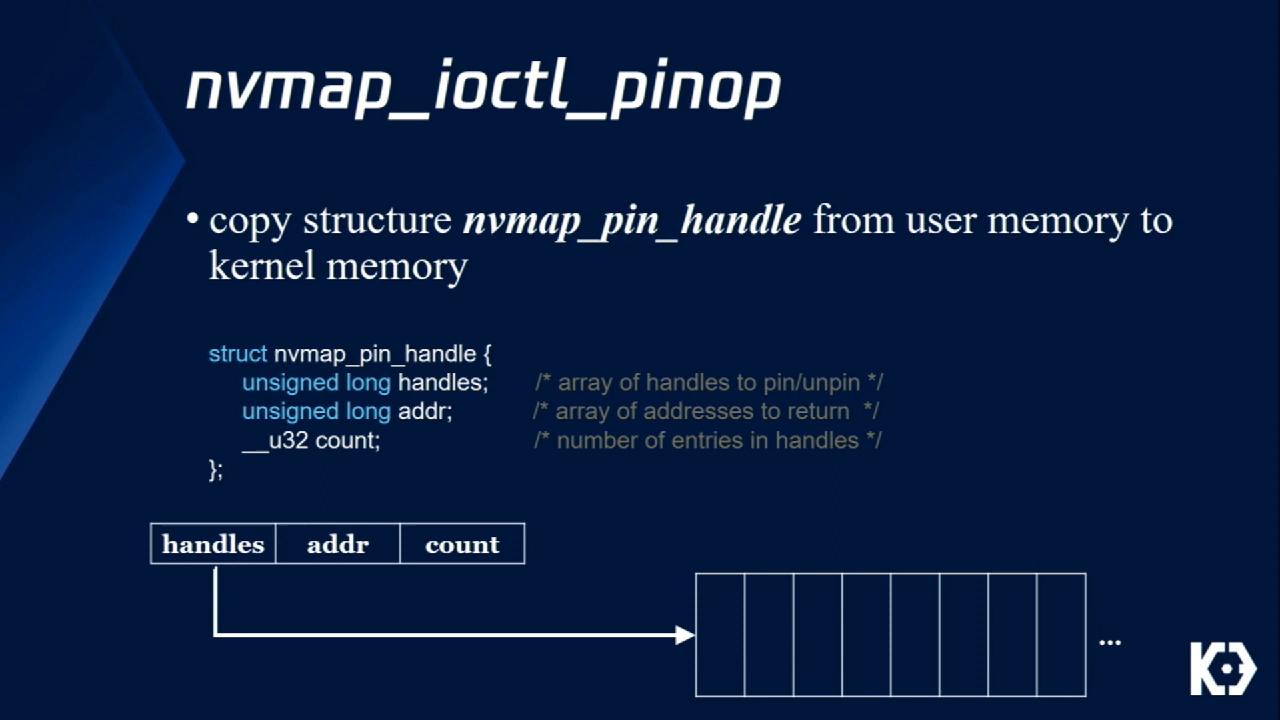 nvmap_ioctl_pinop
• copy structure nvmap_pin_handle from user memory to
kernel memory
struct nvmap_pin_handle {
unsigned long handles; /* array of handles to pin/unpin */
unsigned long addr; /* array of addresses to return */
__u32 count; /* number of entries in handles */
};
handles addr count
...
K